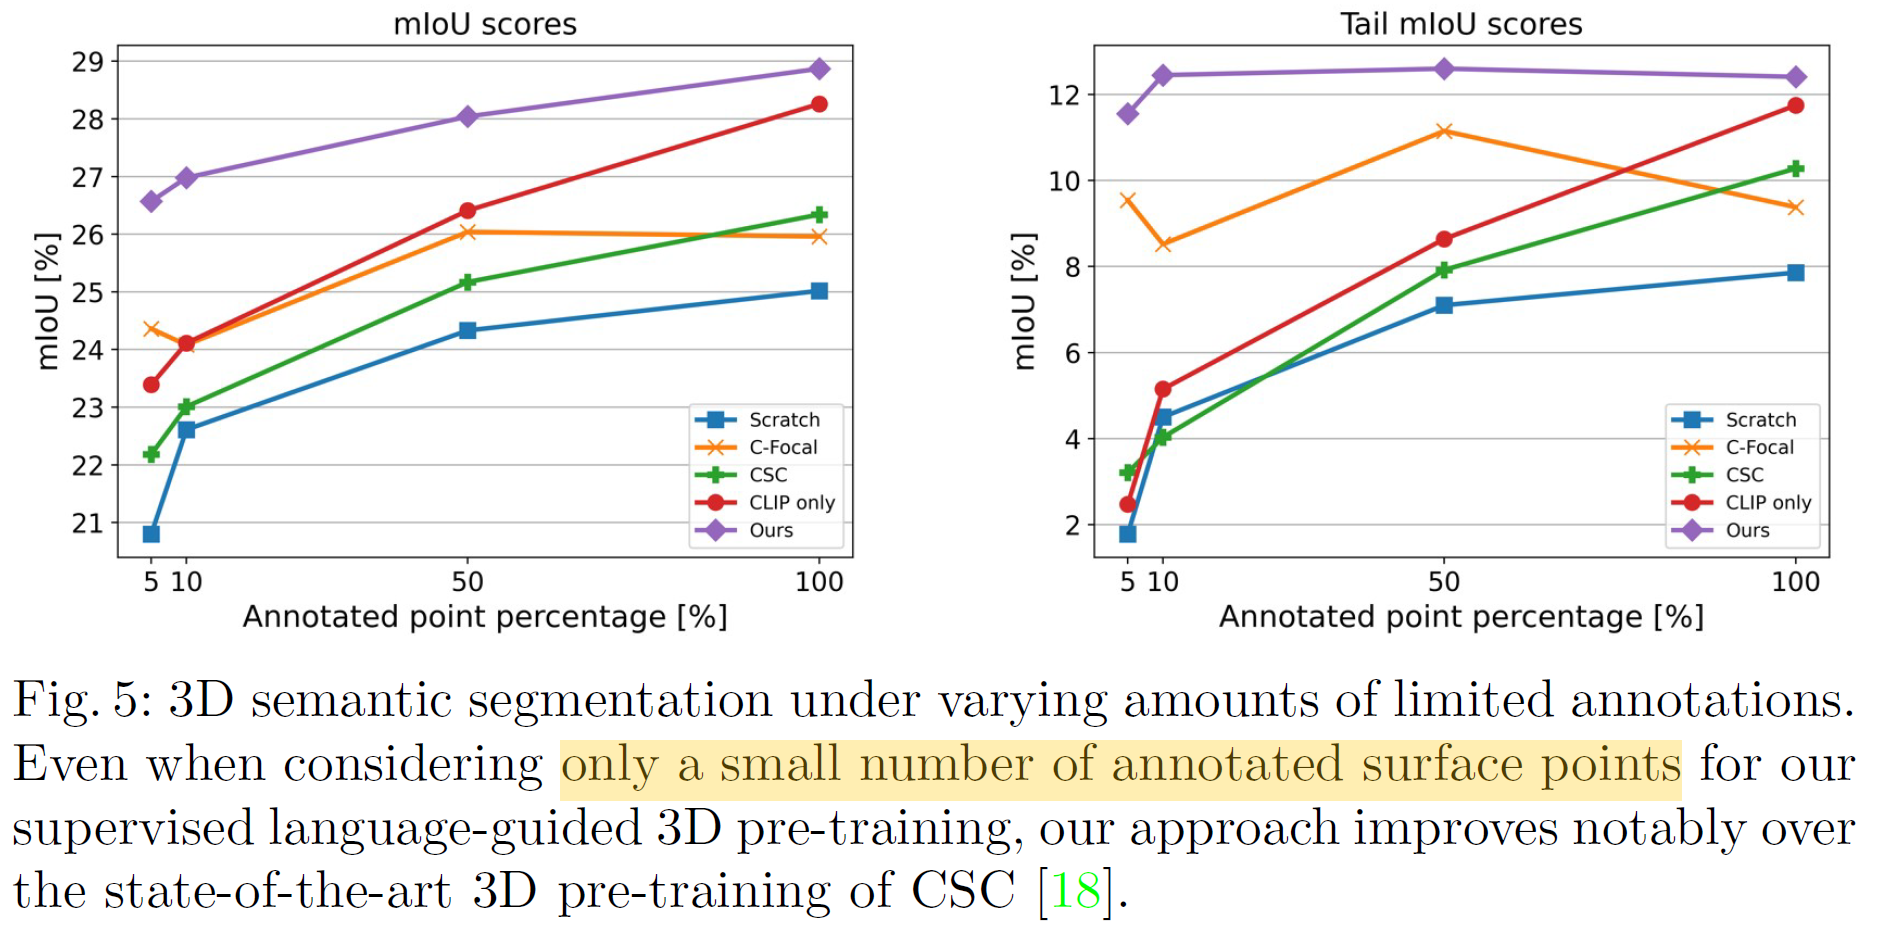 mIoU scores
29
28
27
26
25
24
23
22
21
mIoU [%]
5 10 50 100
Annotated point percentage [%]
Scratch
C-Focal
CSC
CLIP only
Ours
Tail mIoU scores
12
10
8
6
4
2
mIoU [%]
5 10 50 100
Annotated point percentage [%]
Scratch
C-Focal
CSC
CLIP only
Ours
Fig. 5: 3D semantic segmentation under varying amounts of limited annotations.
Even when considering only a small number of annotated surface points for our
supervised language-guided 3D pre-training, our approach improves notably over
the state-of-the-art 3D pre-training of CSC [18].